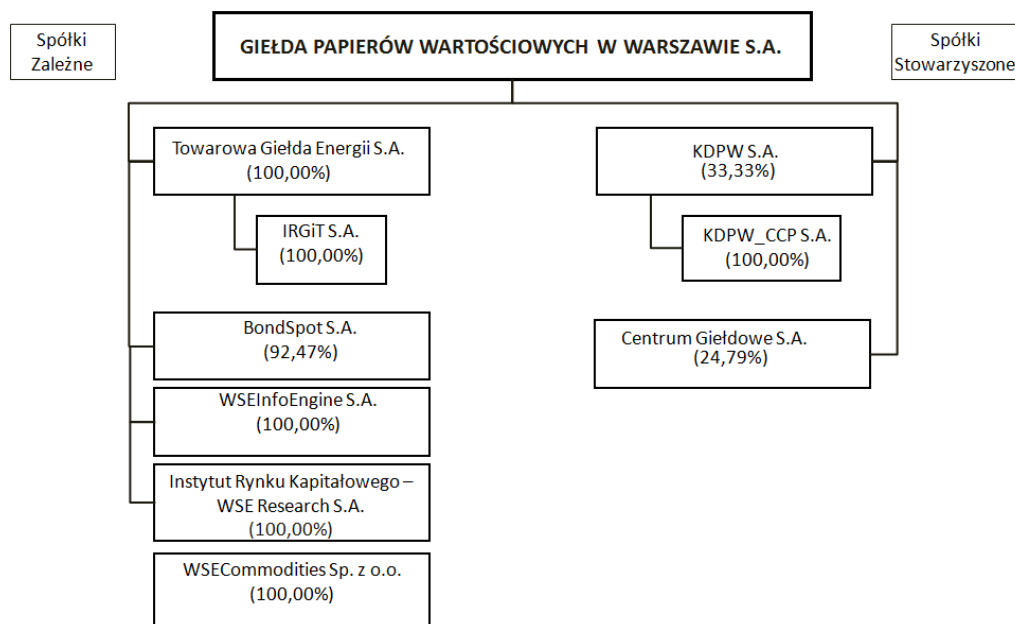 Spółki
Zależne
GIEŁDA PAPIERÓW WARTOŚCIOWYCH W WARSZAWIE S.A.
Spółki
Stowarzyszone
Towarowa Giełda Energii S.A.
(100,00%)
IRGiT S.A.
(100,00%)
BondSpot S.A.
(92,47%)
WSEInfoEngine S.A.
(100,00%)
Instytut Rynku Kapitałowego –
WSE Research S.A.
(100,00%)
WSECommodities Sp. z o.o.
(100,00%)
KDPW S.A.
(33,33%)
KDPW_CCP S.A.
(100,00%)
Centrum Giełdowe S.A.
(24,79%)